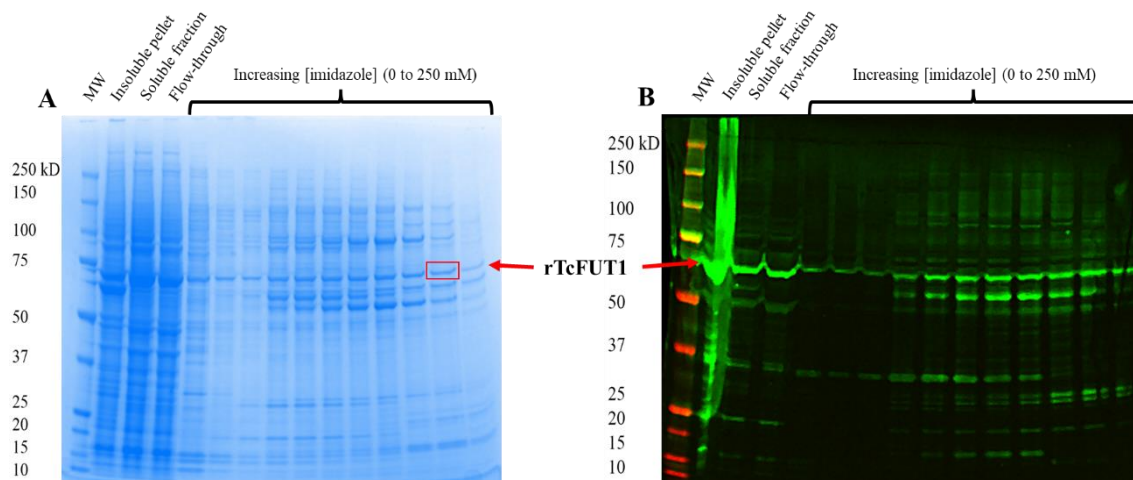 A
MW
Insoluble pellet
Soluble fraction
Flow-through
Increasing [imidazole] (0 to 250 mM)
250 kD
150
100
75
50
37
25
20
15
10
rTcFUT1
B
MW
Insoluble pellet
Soluble fraction
Flow-through
Increasing [imidazole] (0 to 250 mM)
250 kD
150
100
75
50
37
25
20
15
10